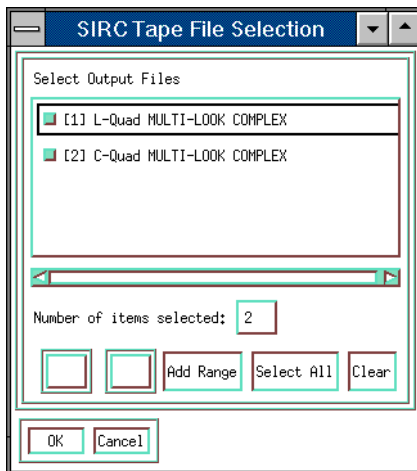 SIRC Tape File Selection
Select Output Files
[1] L-Quad MULTI-LOOK COMPLEX
[2] C-Quad MULTI-LOOK COMPLEX
Number of items selected: 2
Add Range Select All Clear
OK Cancel